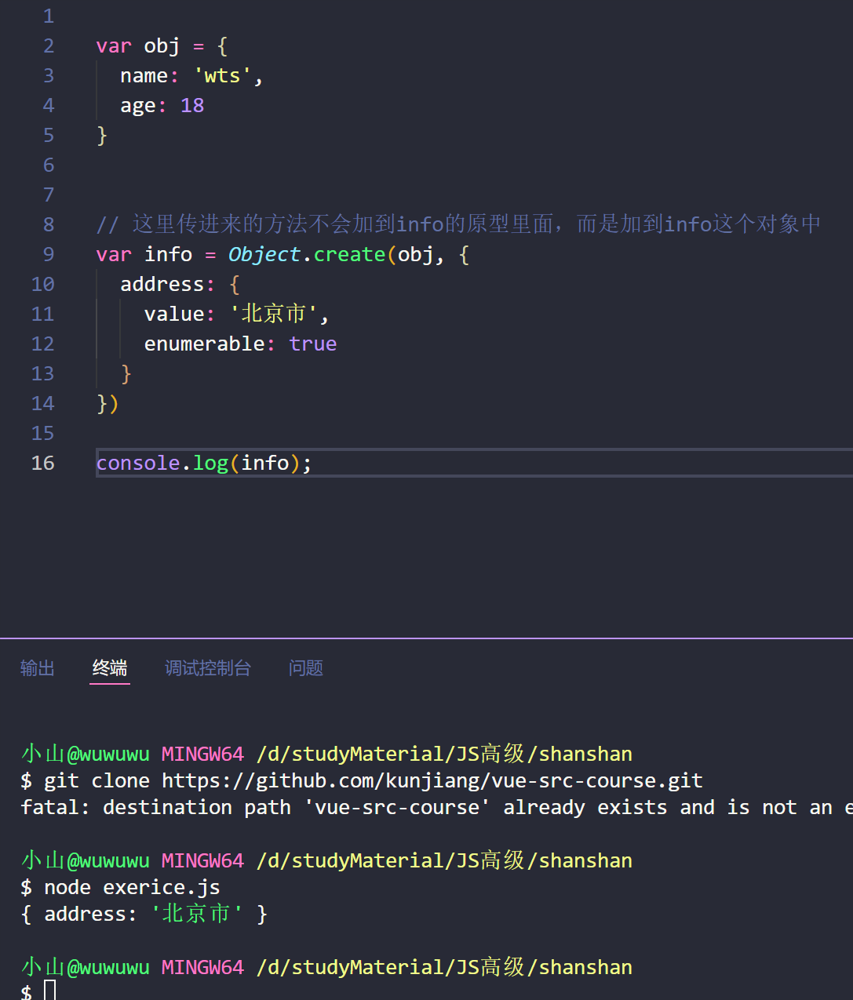 1
2 var obj = {
3 name: 'wts',
4 age: 18
5 }
6
7
8 // 这里传进来的方法不会加到info的原型里面，而是加到info这个对象中
9 var info = Object.create(obj, {
10 address: {
11 value: '北京市',
12 enumerable: true
13 }
14 })
15
16 console.log(info);
输出 终端 调试控制台 问题
小山@wuwuwu MINGW64 /d/studyMaterial/JS高级/shanshan
$ git clone https://github.com/kunjiang/vue-src-course.git
fatal: destination path 'vue-src-course' already exists and is not an e
小山@wuwuwu MINGW64 /d/studyMaterial/JS高级/shanshan
$ node exerice.js
{ address: '北京市' }
小山@wuwuwu MINGW64 /d/studyMaterial/JS高级/shanshan
$